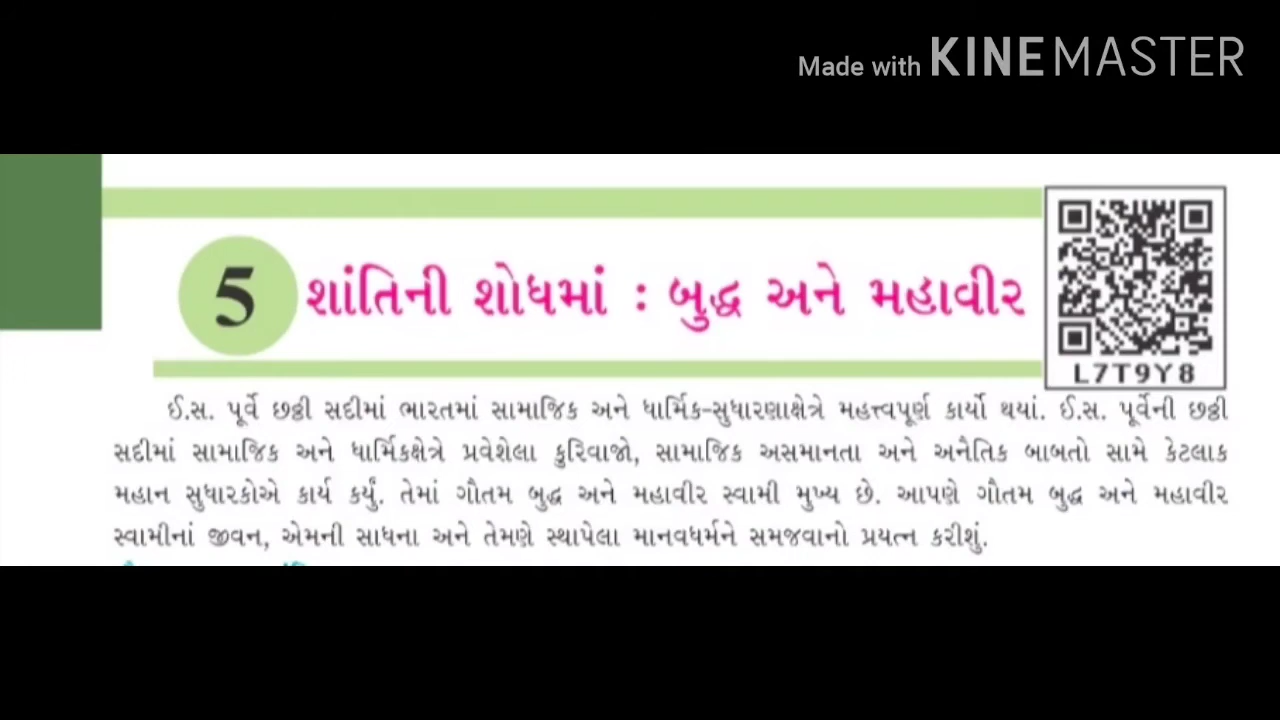 Made with KINEMASTER
5 શાંતિની શોધમાં : બુદ્ધ અને મહાવીર
L7T9Y8
ઈ.સ. પૂર્વે છઠ્ઠી સદીમાં ભારતમાં સામાજિક અને ધાર્મિક-સુધારણાક્ષેત્રે મહત્ત્વપૂર્ણ કાર્યો થયાં. ઈ.સ. પૂર્વેની છઠ્ઠી
સદીમાં સામાજિક અને ધાર્મિકક્ષેત્રે પ્રવેશેલા કુરિવાજો, સામાજિક અસમાનતા અને અનૈતિક બાબતો સામે કેટલાક
મહાન સુધારકોએ કાર્ય કર્યું. તેમાં ગૌતમ બુદ્ધ અને મહાવીર સ્વામી મુખ્ય છે. આપણે ગૌતમ બુદ્ધ અને મહાવીર
સ્વામીનાં જીવન, એમની સાધના અને તેમણે સ્થાપેલા માનવધર્મને સમજવાનો પ્રયત્ન કરીશું.